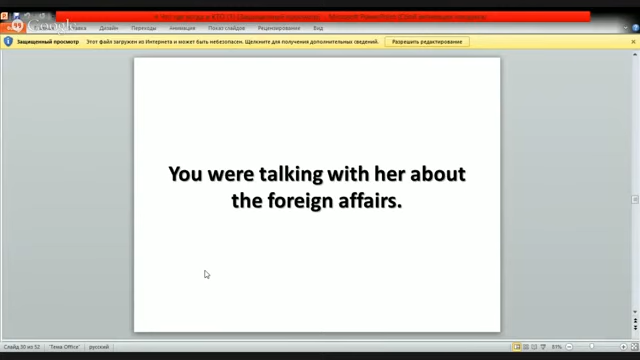 Google
Дизайн Переходы Анимация Показ слайдов Рецензирование Вид
Защищенный просмотр Этот файл загружен из Интернета и может быть небезопасен. Щелкните для получения дополнительных сведений. Разрешить редактирование
You were talking with her about
the foreign affairs.
Слайд 30 из 52 "Тема Office" русский 81%